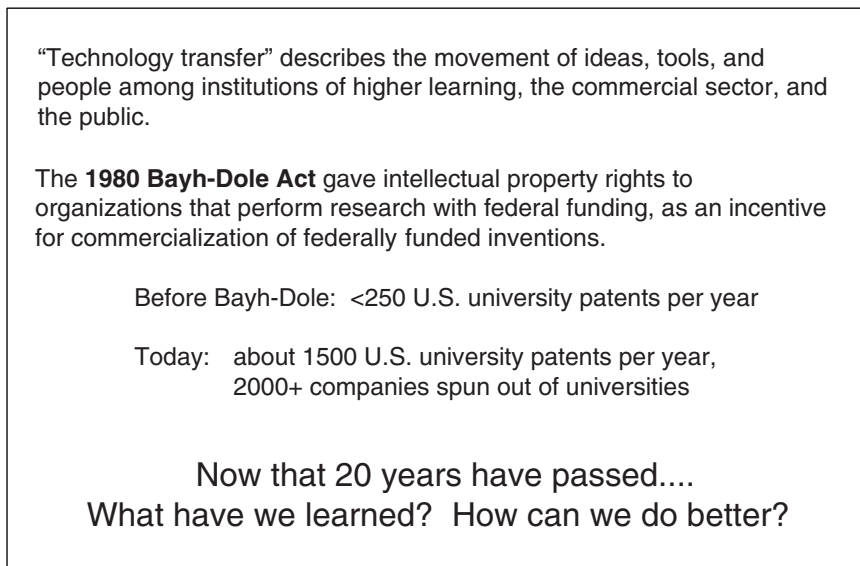 “Technology transfer” describes the movement of ideas, tools, and
people among institutions of higher learning, the commercial sector, and
the public.
The 1980 Bayh-Dole Act gave intellectual property rights to
organizations that perform research with federal funding, as an incentive
for commercialization of federally funded inventions.
Before Bayh-Dole: <250 U.S. university patents per year
Today: about 1500 U.S. university patents per year,
2000+ companies spun out of universities
Now that 20 years have passed....
What have we learned? How can we do better?